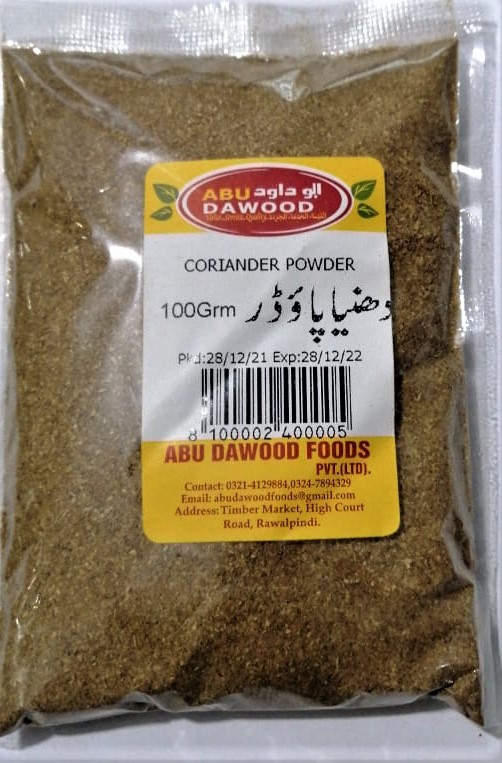 ابو داود ABU
DAWOOD
CORIANDER POWDER
100Grm دھنیا پاؤڈر
Pkd:28/12/21 Exp:28/12/22
8 100002 400005
ABU DAWOOD FOODS
PVT.(LTD).
Contact: 0321-4129884,0324-7894329
Email: abudawoodfoods@gmail.com
Address: Timber Market, High Court
Road, Rawalpindi.